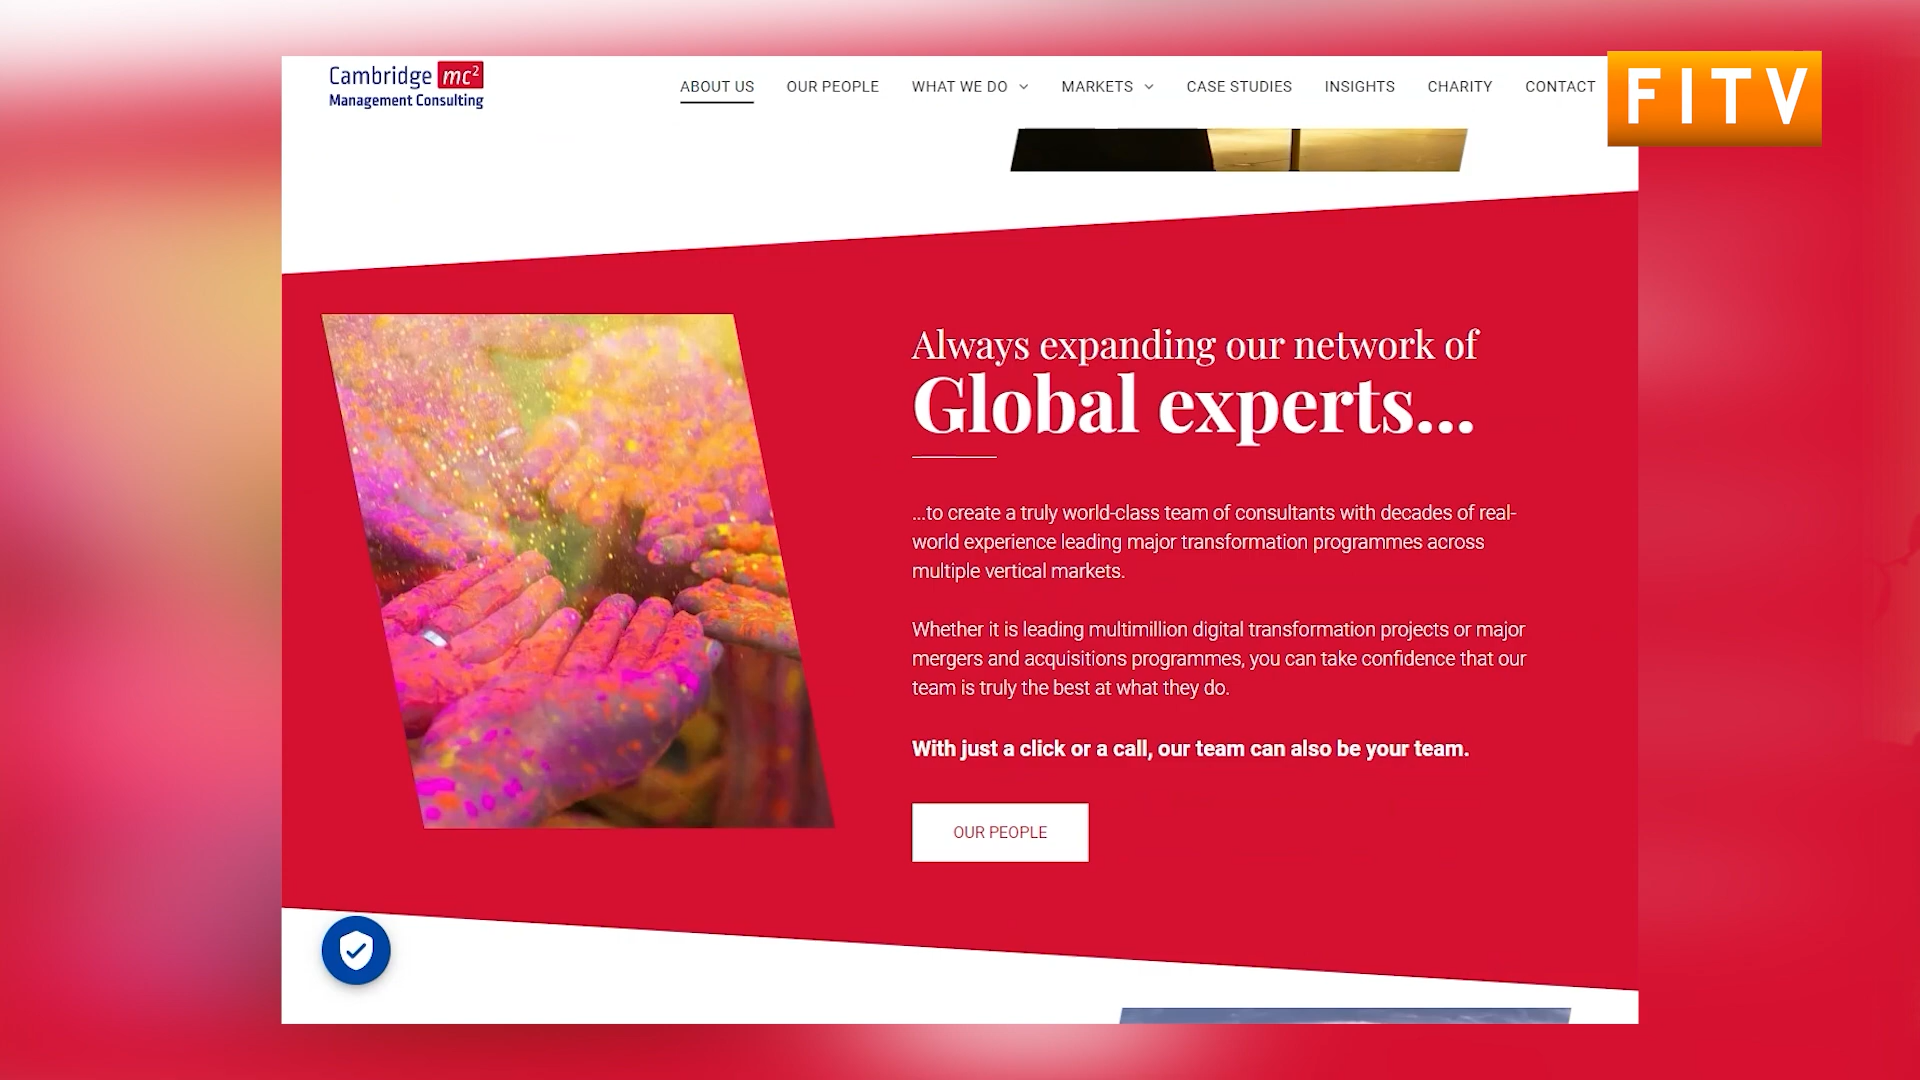 Cambridge mc²
Management Consulting
ABOUT US OUR PEOPLE WHAT WE DO MARKETS CASE STUDIES INSIGHTS CHARITY CONTACT
FITV
Always expanding our network of
Global experts...
...to create a truly world-class team of consultants with decades of real-
world experience leading major transformation programmes across
multiple vertical markets.
Whether it is leading multimillion digital transformation projects or major
mergers and acquisitions programmes, you can take confidence that our
team is truly the best at what they do.
With just a click or a call, our team can also be your team.
OUR PEOPLE